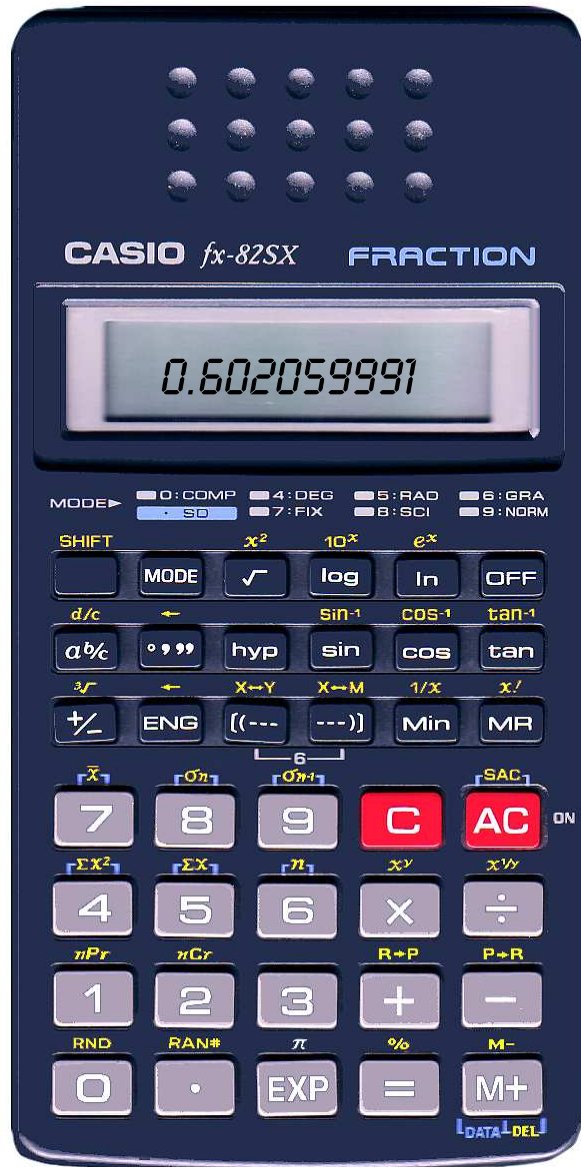 CASIO fx-82SX FRACTION
0.602059991
MODE► 0:COMP 4:DEG 5:RAD 6:GRA
· SD 7:FIX 8:SCI 9:NORM
SHIFT x² 10ˣ eˣ
MODE √ log ln OFF
d/c ← sin-1 cos-1 tan-1
a b/c ° ’ ” hyp sin cos tan
³√ ← X↔Y X↔M 1/x x!
+/− ENG [(--- ---)] Min MR
6
x̄ σn σn-1 SAC
7 8 9 C AC ON
Σx² Σx n xʸ x¹/ʸ
4 5 6 × ÷
nPr nCr R→P P→R
1 2 3 + −
RND RAN# π % M−
0 · EXP = M+
DATA DEL